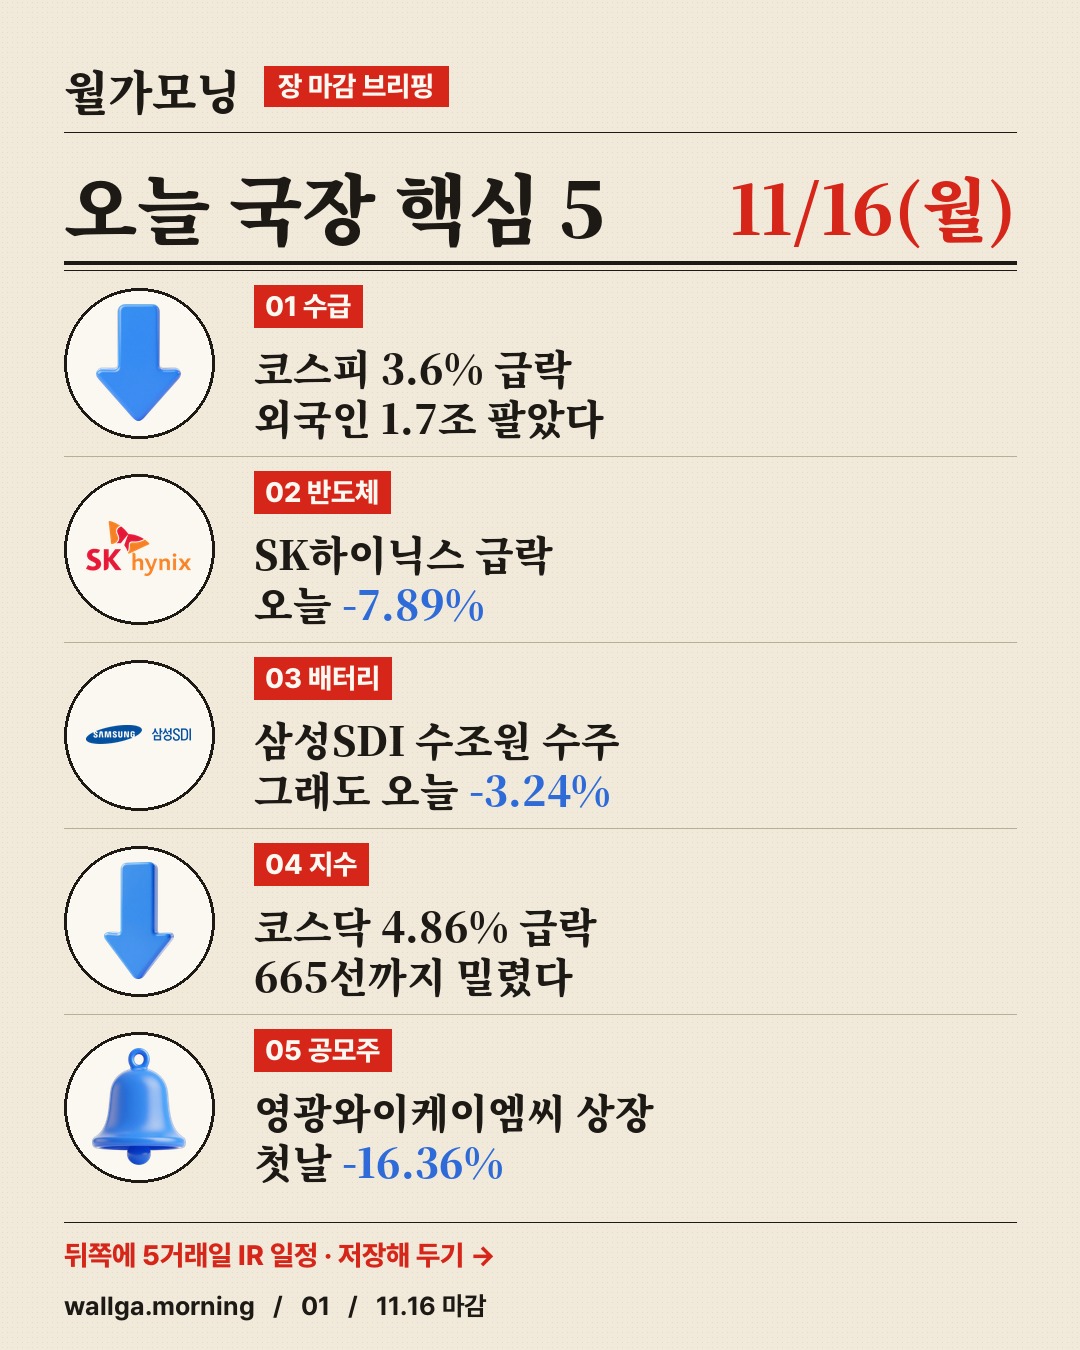 월가모닝 장 마감 브리핑
오늘 국장 핵심 5 11/16(월)
01 수급
코스피 3.6% 급락
외국인 1.7조 팔았다
02 반도체
SK hynix
SK하이닉스 급락
오늘 -7.89%
03 배터리
SAMSUNG 삼성SDI
삼성SDI 수조원 수주
그래도 오늘 -3.24%
04 지수
코스닥 4.86% 급락
665선까지 밀렸다
05 공모주
영광와이케이엠씨 상장
첫날 -16.36%
뒤쪽에 5거래일 IR 일정 · 저장해 두기 →
wallga.morning / 01 / 11.16 마감